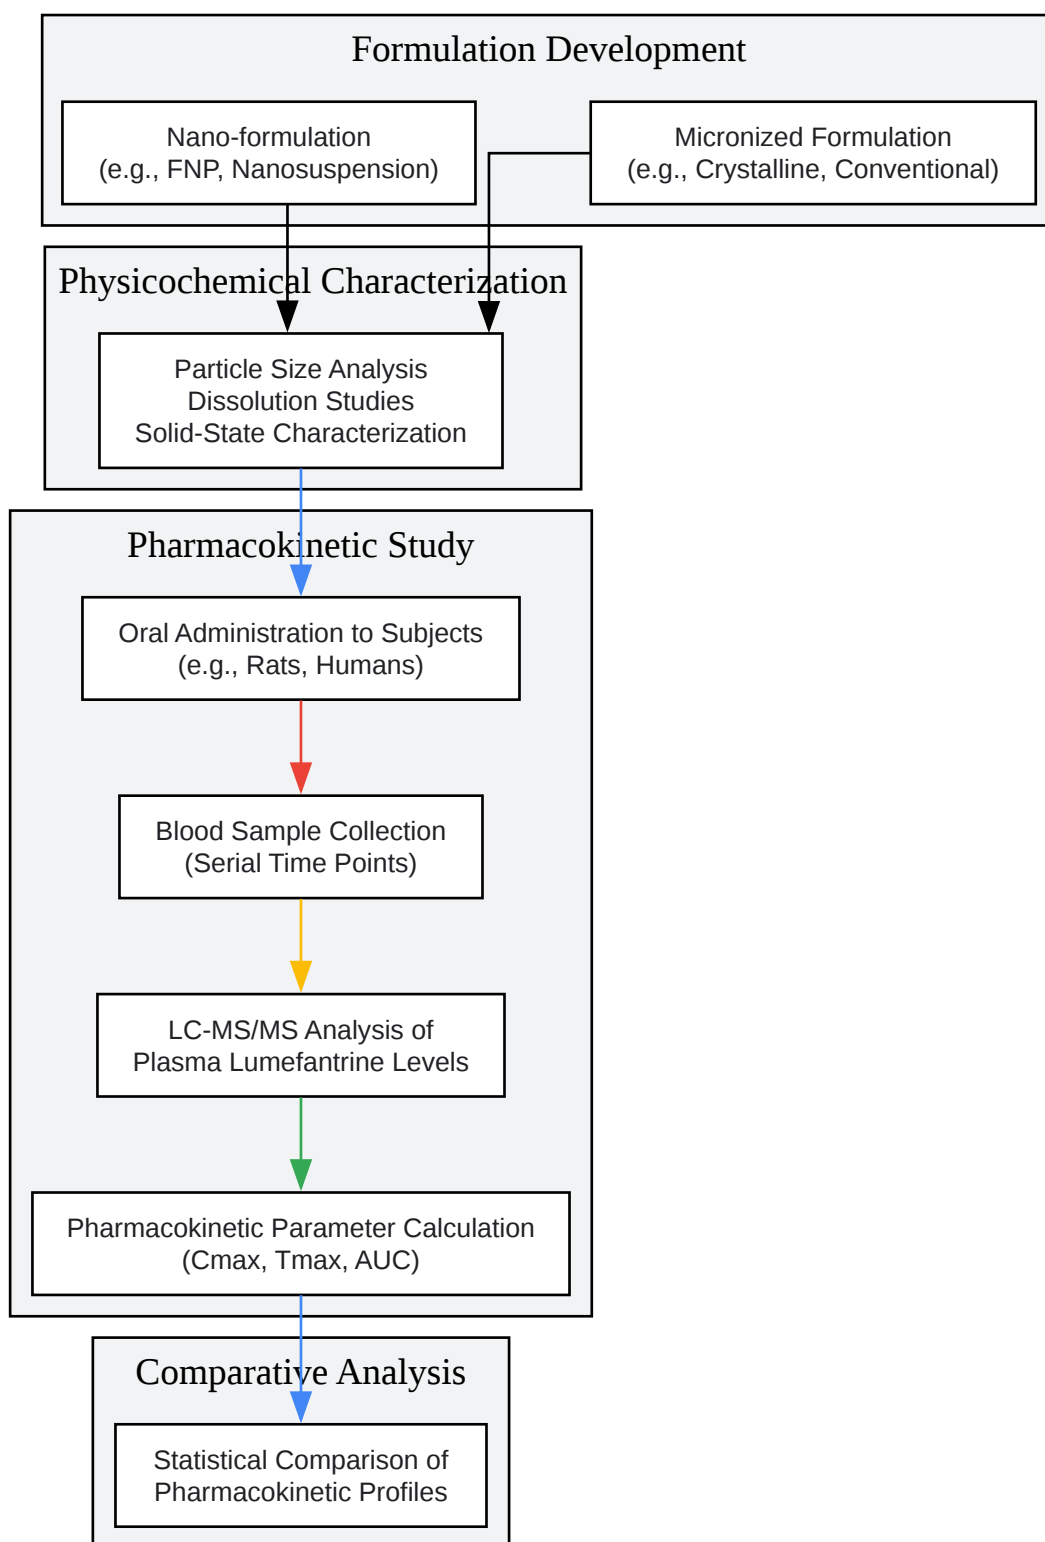 Formulation Development
Nano-formulation
(e.g., FNP, Nanosuspension)
Micronized Formulation
(e.g., Crystalline, Conventional)
Physicochemical Characterization
Particle Size Analysis
Dissolution Studies
Solid-State Characterization
Pharmacokinetic Study
Oral Administration to Subjects
(e.g., Rats, Humans)
Blood Sample Collection
(Serial Time Points)
LC-MS/MS Analysis of
Plasma Lumefantrine Levels
Pharmacokinetic Parameter Calculation
(Cmax, Tmax, AUC)
Comparative Analysis
Statistical Comparison of
Pharmacokinetic Profiles